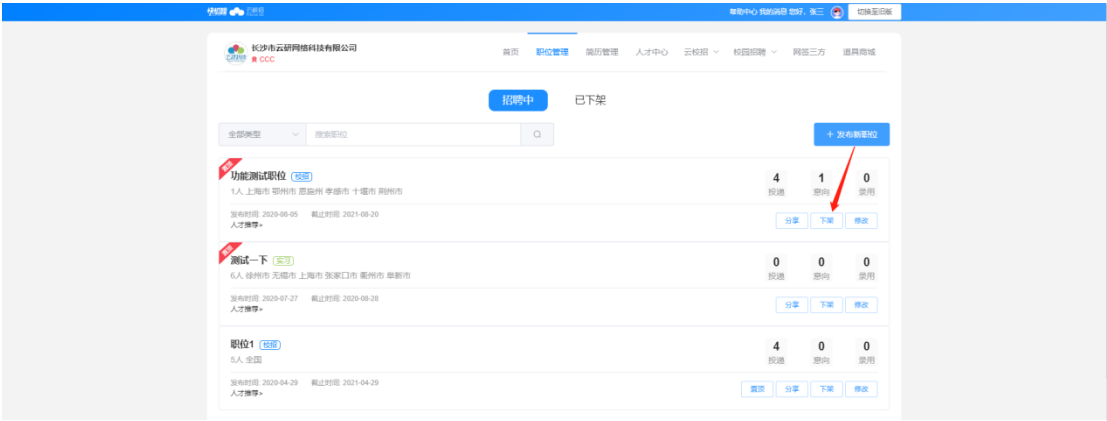 快招聘 云就业
帮助中心 我的消息 您好, 张三 切换至旧版
长沙市云研网络科技有限公司
CCC
首页 职位管理 简历管理 人才中心 云校招 校园招聘 网签三方 道具商城
招聘中 已下架
全部类型 搜索职位 + 发布新职位
功能测试职位 校招
1人 上海市 鄂州市 恩施州 孝感市 十堰市 荆州市
4 1 0
投递 意向 录用
发布时间: 2020-08-05 截止时间: 2021-08-20
人才推荐»
分享 下架 修改
测试一下 实习
6人 徐州市 无锡市 上海市 张家口市 衢州市 阜新市
0 0 0
投递 意向 录用
发布时间: 2020-07-27 截止时间: 2020-08-28
人才推荐»
分享 下架 修改
职位1 校招
5人 全国
4 0 0
投递 意向 录用
发布时间: 2020-04-29 截止时间: 2021-04-29
人才推荐»
置顶 分享 下架 修改